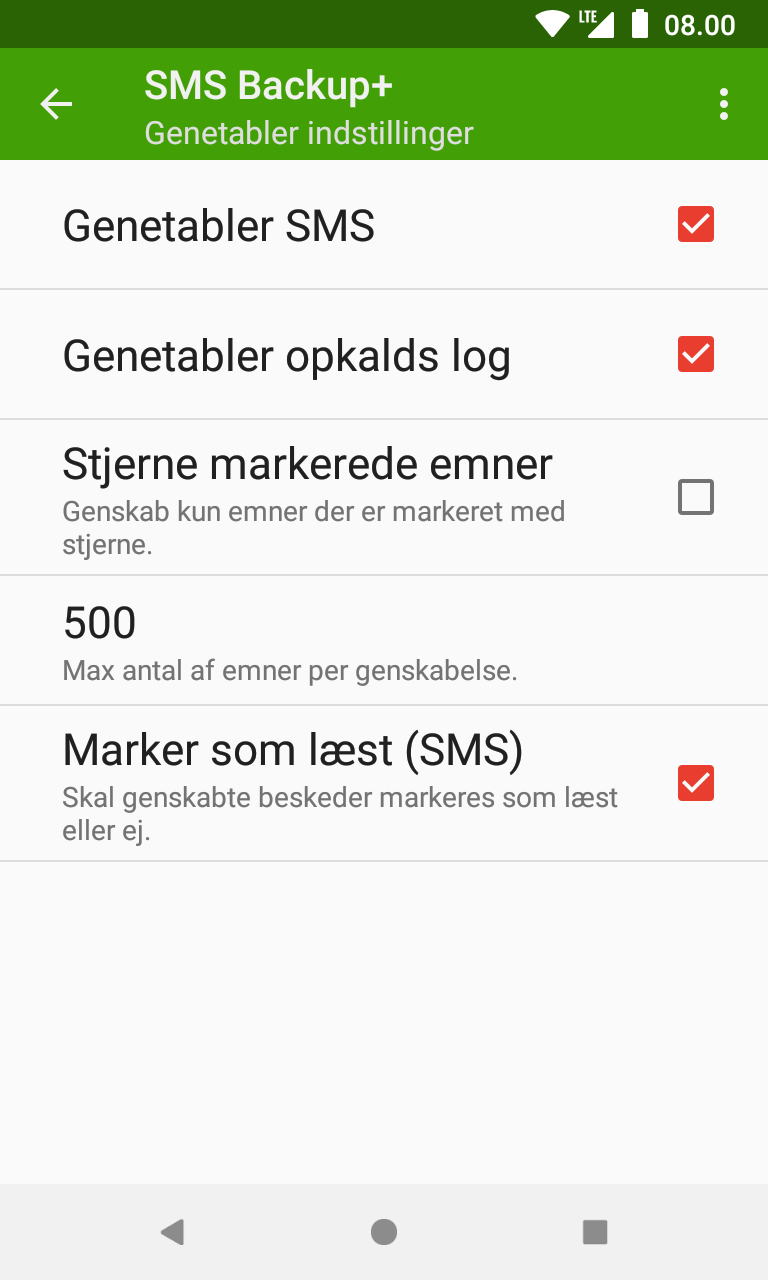 LTE 08.00
SMS Backup+
Genetabler indstillinger
Genetabler SMS
Genetabler opkalds log
Stjerne markerede emner
Genskab kun emner der er markeret med
stjerne.
500
Max antal af emner per genskabelse.
Marker som læst (SMS)
Skal genskabte beskeder markeres som læst
eller ej.